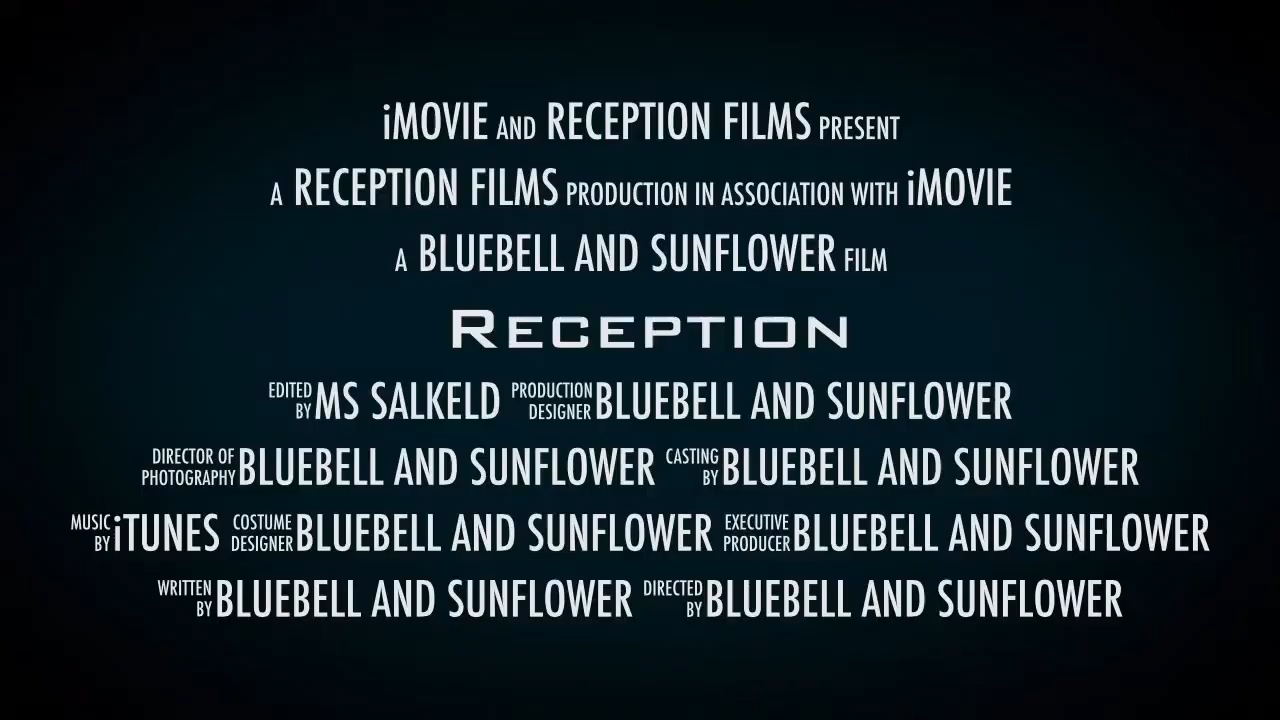 iMOVIE AND RECEPTION FILMS PRESENT
A RECEPTION FILMS PRODUCTION IN ASSOCIATION WITH iMOVIE
A BLUEBELL AND SUNFLOWER FILM
RECEPTION
EDITED BY MS SALKELD PRODUCTION DESIGNER BLUEBELL AND SUNFLOWER
DIRECTOR OF PHOTOGRAPHY BLUEBELL AND SUNFLOWER CASTING BY BLUEBELL AND SUNFLOWER
MUSIC BY iTUNES COSTUME DESIGNER BLUEBELL AND SUNFLOWER EXECUTIVE PRODUCER BLUEBELL AND SUNFLOWER
WRITTEN BY BLUEBELL AND SUNFLOWER DIRECTED BY BLUEBELL AND SUNFLOWER